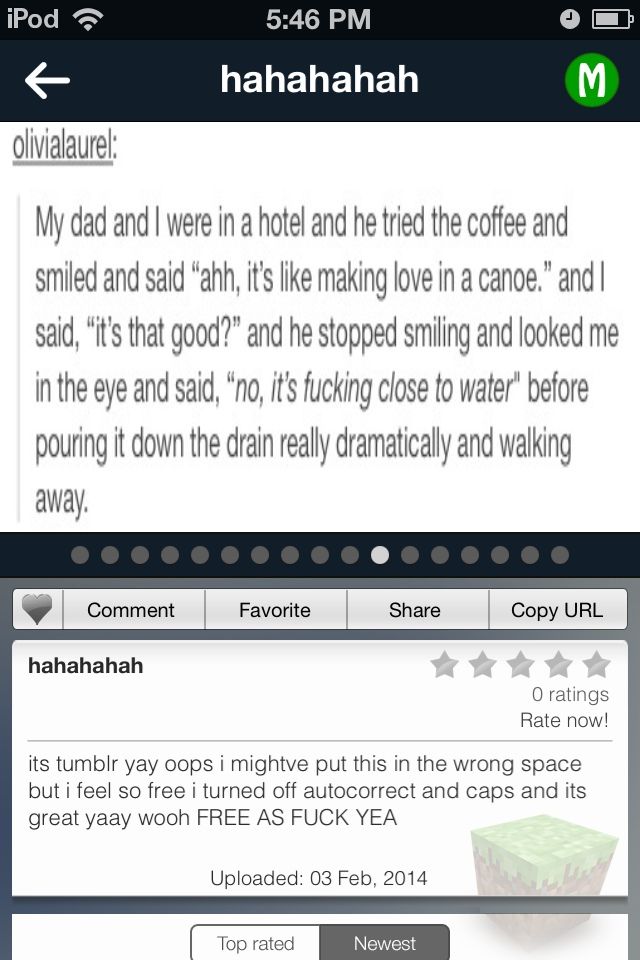 iPod 5:46 PM
hahahahah M
olivialaurel:
My dad and I were in a hotel and he tried the coffee and
smiled and said “ahh, it’s like making love in a canoe.” and I
said, “it’s that good?” and he stopped smiling and looked me
in the eye and said, “no, it’s fucking close to water" before
pouring it down the drain really dramatically and walking
away.
Comment Favorite Share Copy URL
hahahahah
0 ratings
Rate now!
its tumblr yay oops i mightve put this in the wrong space
but i feel so free i turned off autocorrect and caps and its
great yaay wooh FREE AS FUCK YEA
Uploaded: 03 Feb, 2014
Top rated Newest